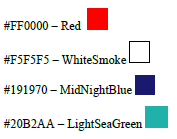 #FF0000 – Red
#F5F5F5 – WhiteSmoke
#191970 – MidNightBlue
#20B2AA – LightSeaGreen